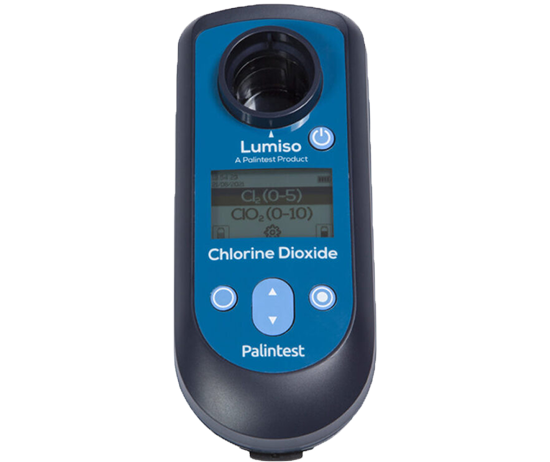 Lumiso
A Palintest Product
Cl₂(0-5)
ClO₂(0-10)
Chlorine Dioxide
Palintest